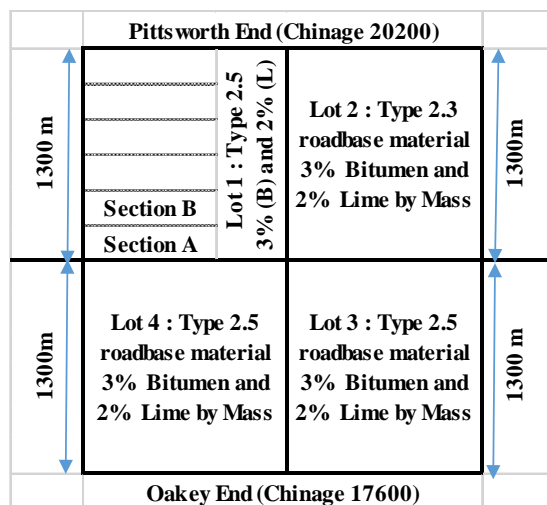 Pittsworth End (Chinage 20200)
1300 m
Section B
Section A
Lot 1 : Type 2.5
3% (B) and 2% (L)
Lot 2 : Type 2.3
roadbase material
3% Bitumen and
2% Lime by Mass
1300 m
1300m
Lot 4 : Type 2.5
roadbase material
3% Bitumen and
2% Lime by Mass
Lot 3 : Type 2.5
roadbase material
3% Bitumen and
2% Lime by Mass
1300 m
Oakey End (Chinage 17600)